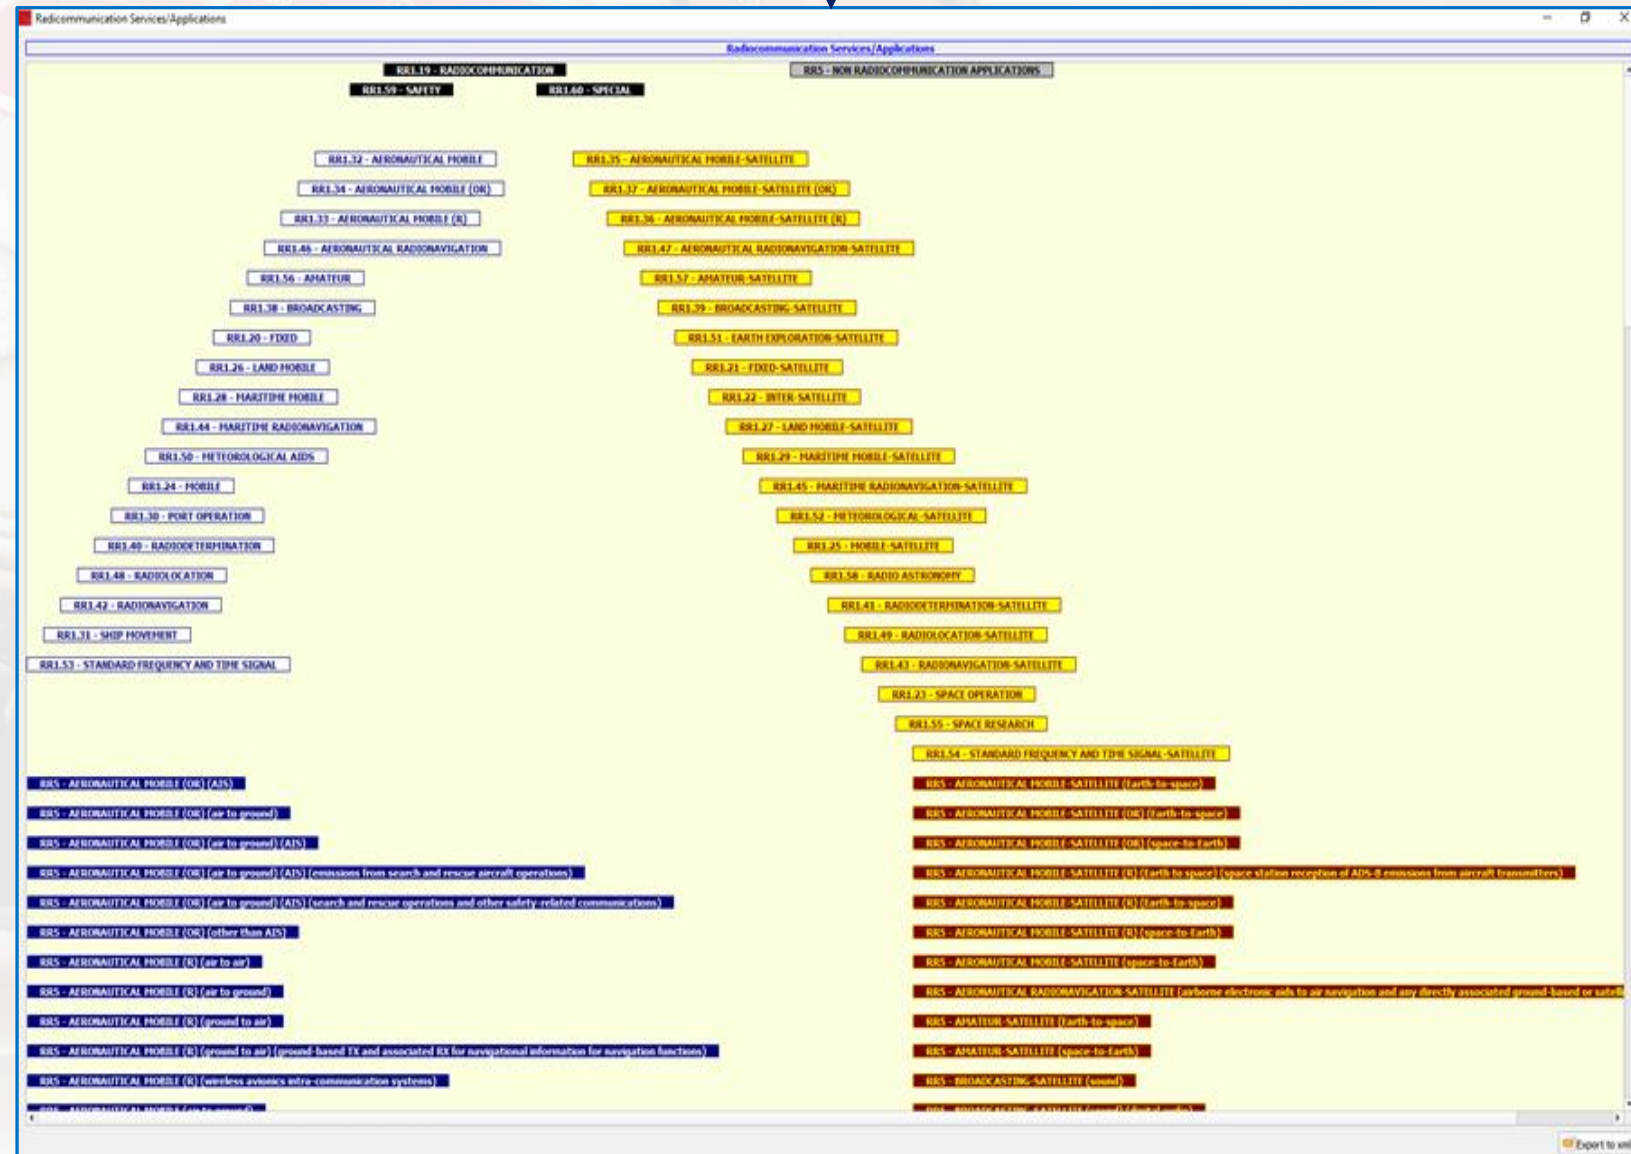 Redicommunication Services/Applications
Radiocommunication Services/Applications
RR1.19 - RADIOCOMMUNICATION
RR5 - NON RADIOCOMMUNICATION APPLICATIONS
RR1.59 - SAFETY
RR1.60 - SPECIAL
RR1.32 - AERONAUTICAL MOBILE
RR1.35 - AERONAUTICAL MOBILE-SATELLITE
RR1.34 - AERONAUTICAL MOBILE (OR)
RR1.37 - AERONAUTICAL MOBILE-SATELLITE (OR)
RR1.33 - AERONAUTICAL MOBILE (R)
RR1.36 - AERONAUTICAL MOBILE-SATELLITE (R)
RR1.46 - AERONAUTICAL RADIONAVIGATION
RR1.47 - AERONAUTICAL RADIONAVIGATION-SATELLITE
RR1.56 - AMATEUR
RR1.57 - AMATEUR-SATELLITE
RR1.38 - BROADCASTING
RR1.39 - BROADCASTING-SATELLITE
RR1.20 - FIXED
RR1.51 - EARTH EXPLORATION-SATELLITE
RR1.26 - LAND MOBILE
RR1.21 - FIXED-SATELLITE
RR1.28 - MARITIME MOBILE
RR1.22 - INTER-SATELLITE
RR1.44 - MARITIME RADIONAVIGATION
RR1.27 - LAND MOBILE-SATELLITE
RR1.50 - METEOROLOGICAL AIDS
RR1.29 - MARITIME MOBILE-SATELLITE
RR1.24 - MOBILE
RR1.45 - MARITIME RADIONAVIGATION-SATELLITE
RR1.30 - PORT OPERATION
RR1.52 - METEOROLOGICAL-SATELLITE
RR1.40 - RADIODETERMINATION
RR1.25 - MOBILE-SATELLITE
RR1.48 - RADIOLOCATION
RR1.58 - RADIO ASTRONOMY
RR1.42 - RADIONAVIGATION
RR1.41 - RADIODETERMINATION-SATELLITE
RR1.31 - SHIP MOVEMENT
RR1.49 - RADIOLOCATION-SATELLITE
RR1.53 - STANDARD FREQUENCY AND TIME SIGNAL
RR1.43 - RADIONAVIGATION-SATELLITE
RR1.23 - SPACE OPERATION
RR1.55 - SPACE RESEARCH
RR1.54 - STANDARD FREQUENCY AND TIME SIGNAL-SATELLITE
RR5 - AERONAUTICAL MOBILE (OR) (AIS)
RR5 - AERONAUTICAL MOBILE-SATELLITE (Earth-to-space)
RR5 - AERONAUTICAL MOBILE (OR) (air to ground)
RR5 - AERONAUTICAL MOBILE-SATELLITE (OR) (Earth-to-space)
RR5 - AERONAUTICAL MOBILE (OR) (air to ground) (AIS)
RR5 - AERONAUTICAL MOBILE-SATELLITE (OR) (space-to-Earth)
RR5 - AERONAUTICAL MOBILE (OR) (air to ground) (AIS) (emissions from search and rescue aircraft operations)
RR5 - AERONAUTICAL MOBILE-SATELLITE (R) (Earth to space) (space station reception of ADS-B emissions from aircraft transmitters)
RR5 - AERONAUTICAL MOBILE (OR) (air to ground) (AIS) (search and rescue operations and other safety-related communications)
RR5 - AERONAUTICAL MOBILE-SATELLITE (R) (Earth-to-space)
RR5 - AERONAUTICAL MOBILE (OR) (other than AIS)
RR5 - AERONAUTICAL MOBILE-SATELLITE (R) (space-to-Earth)
RR5 - AERONAUTICAL MOBILE (R) (air to air)
RR5 - AERONAUTICAL MOBILE-SATELLITE (space-to-Earth)
RR5 - AERONAUTICAL MOBILE (R) (air to ground)
RR5 - AERONAUTICAL RADIONAVIGATION-SATELLITE (airborne electronic aids to air navigation and any directly associated ground-based or satelli
RR5 - AERONAUTICAL MOBILE (R) (ground to air)
RR5 - AMATEUR-SATELLITE (Earth-to-space)
RR5 - AERONAUTICAL MOBILE (R) (ground to air) (ground-based TX and associated RX for navigational information for navigation functions)
RR5 - AMATEUR-SATELLITE (space-to-Earth)
RR5 - AERONAUTICAL MOBILE (R) (wireless avionics intra-communication systems)
RR5 - BROADCASTING-SATELLITE (sound)
Export to xml